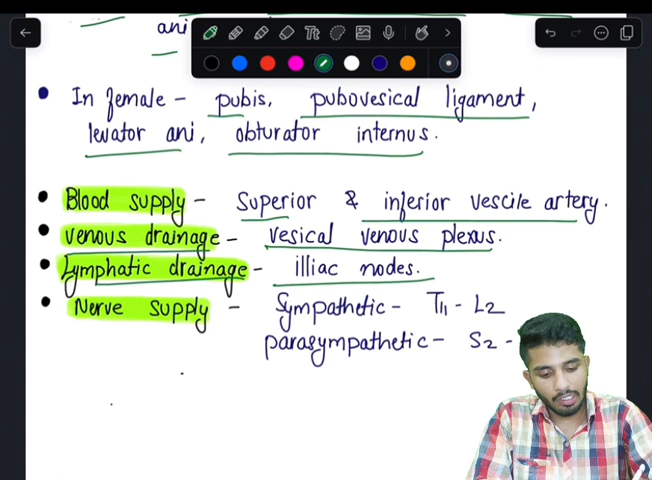 ani
In female - pubis, pubovesical ligament,
levator ani, obturator internus.
Blood supply - Superior & inferior vescile artery.
venous drainage - vesical venous plexus.
Lymphatic drainage - illiac nodes.
Nerve supply - Sympathetic - T11 - L2
parasympathetic - S2 -